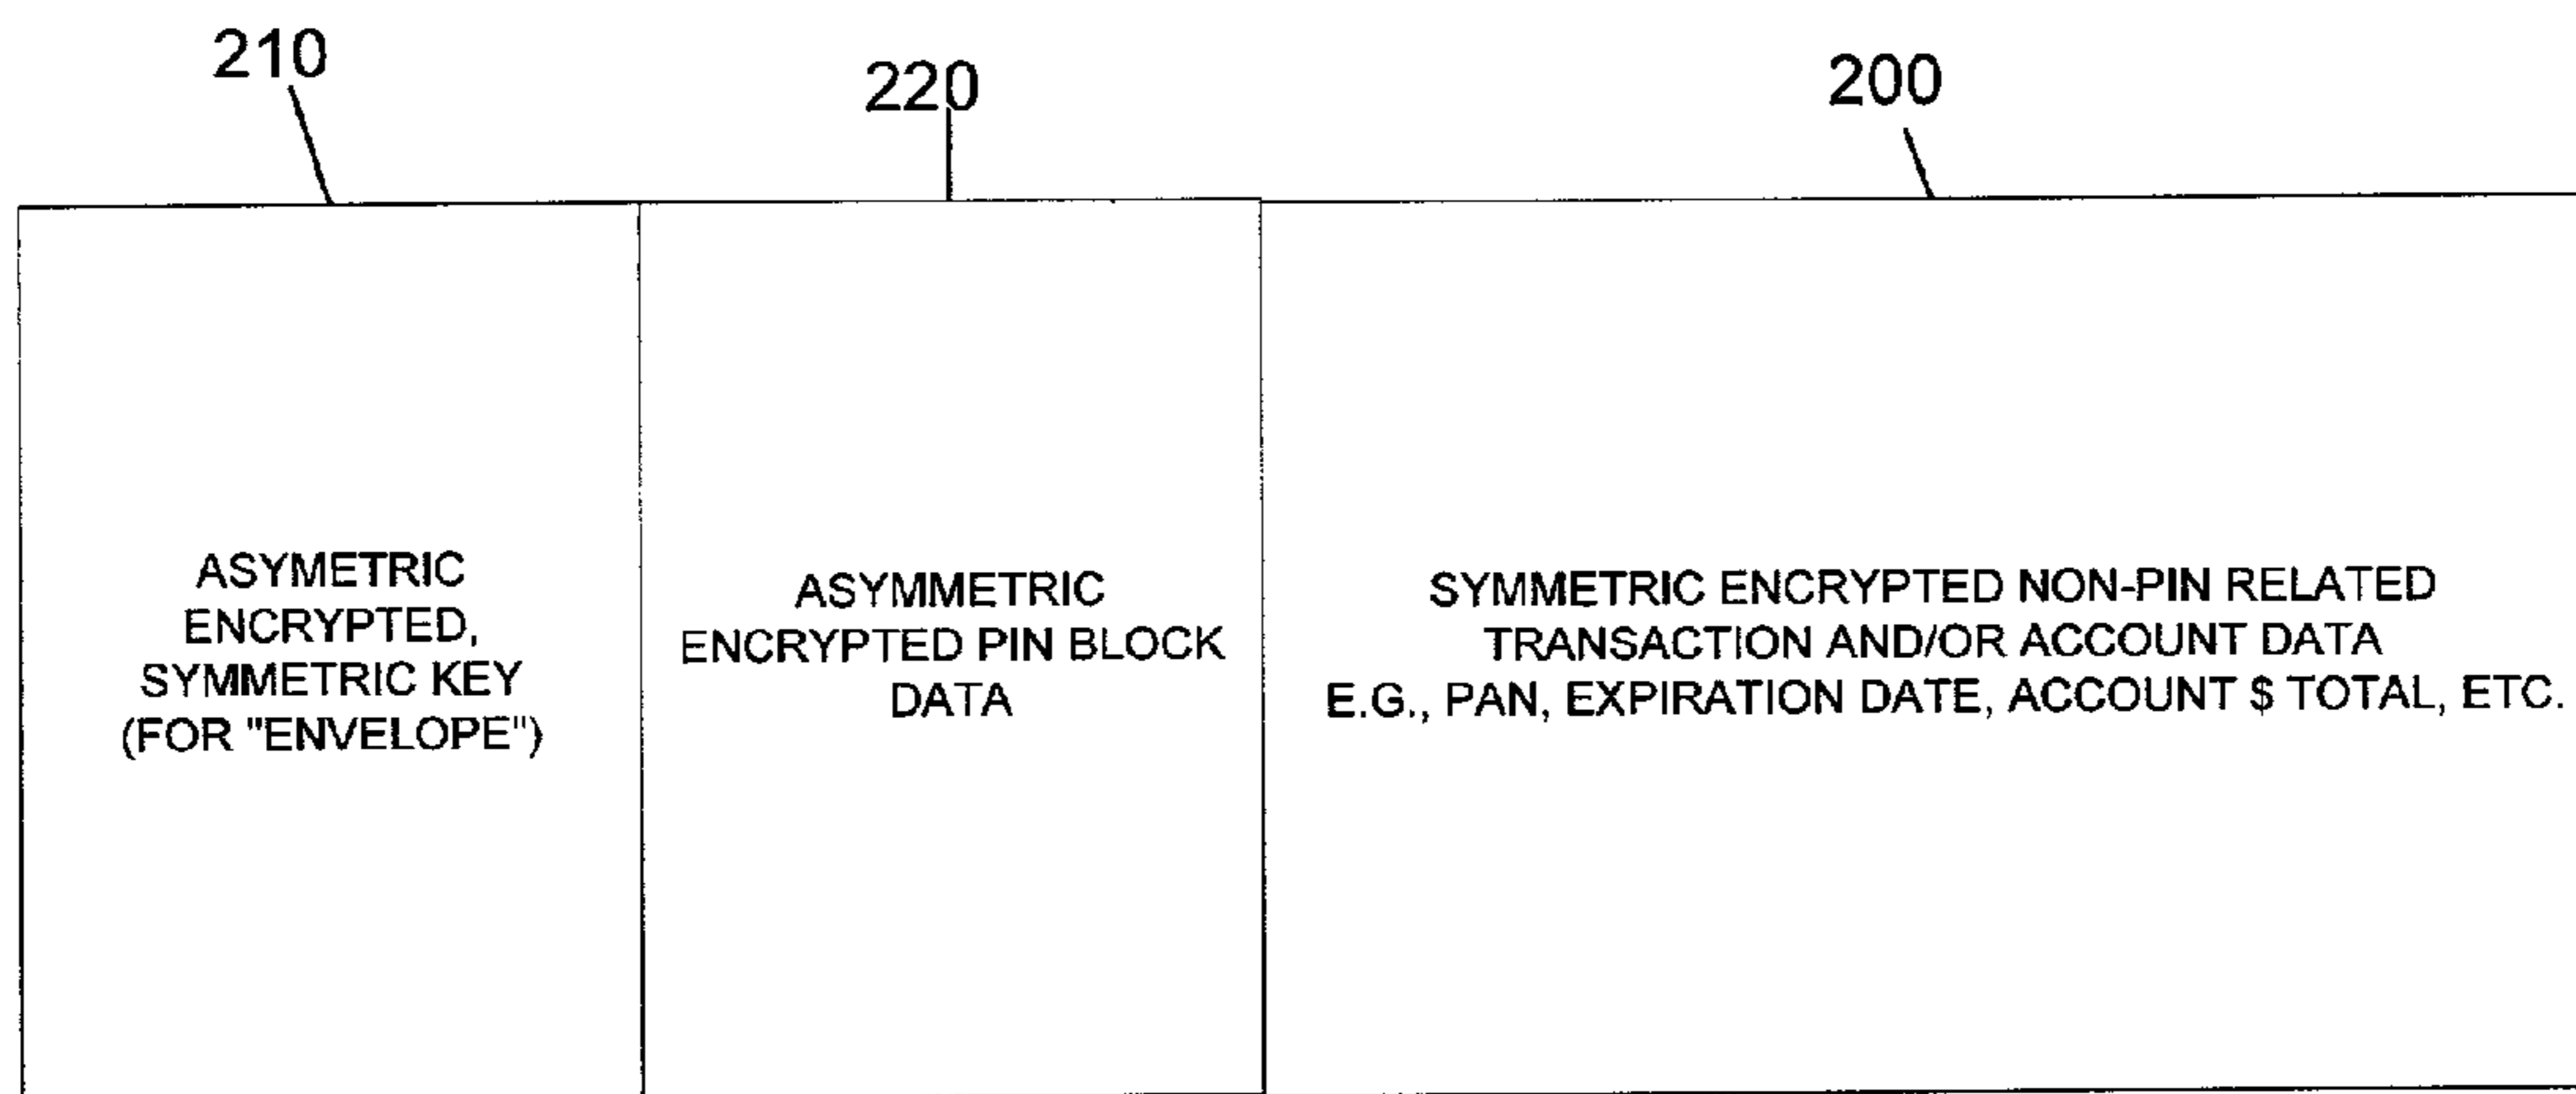 210
220
200
ASYMETRIC
ENCRYPTED,
SYMMETRIC KEY
(FOR "ENVELOPE")
ASYMMETRIC
ENCRYPTED PIN BLOCK
DATA
SYMMETRIC ENCRYPTED NON-PIN RELATED
TRANSACTION AND/OR ACCOUNT DATA
E.G., PAN, EXPIRATION DATE, ACCOUNT $ TOTAL, ETC.